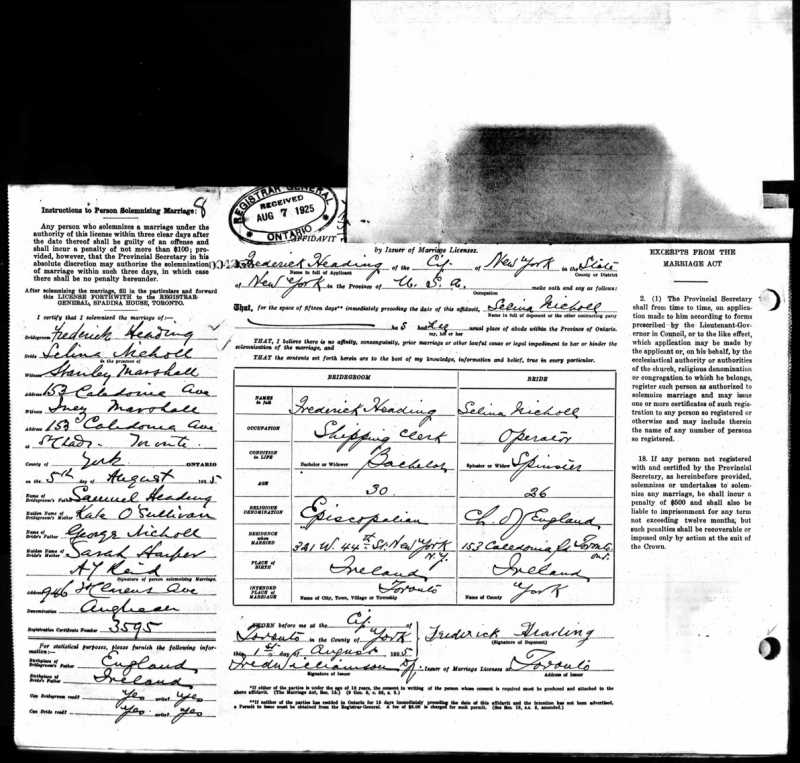 Instructions to Person Solemnizing Marriage: 8
Any person who solemnizes a marriage under the
authority of this license within three clear days after
the date thereof shall be guilty of an offense and
shall incur a penalty of not more than $100; pro-
vided, however, that the Provincial Secretary in his
absolute discretion may authorize the solemnization
of marriage within such three days, in which case
there shall be no penalty hereunder.
After solemnizing marriage, fill in the particulars and forward
this LICENSE FORTHWITH to the REGISTRAR-
GENERAL, SPADINA HOUSE, TORONTO.
I certify that I solemnized the marriage of:—
Bridegroom Frederick Heading
Bride Selina Nicholl
in the presence of
Witness Stanley Marshall
Address 153 Caledonia Ave
Witness Inez Marshall
Address 153 Caledonia Ave
at St Chads. Toronto.
County of York. ONTARIO
on the 5th day of August 1925
Name of Bridegroom's Father Samuel Heading
Maiden Name of Bridegroom's Mother Kate O'Sullivan
Name of Bride's Father George Nicholl
Maiden Name of Bride's Mother Sarah Harper
Reid
Signature of person solemnizing Marriage.
Address 946 St Clarens Ave
Denomination Anglican
Registration Certificate Number 3595
For statistical purposes, please furnish the following infor-
mation:—
Birthplace of Bridegroom's Father England
Birthplace of Bride's Father Ireland
Can Bridegroom read? Yes write? Yes
Can Bride read? Yes. write? Yes
REGISTRAR GENERAL
RECEIVED
AUG 7 1925
ONTARIO
AFFIDAVIT
by Issuer of Marriage Licenses.
Frederick Heading of the City of New York in the State
Name in full of Applicant County or District
of New York in the Province of U. S. A. make oath and say as follows:
Occupation
That, for the space of fifteen days** immediately preceding the date of this affidavit, Selina Nicholl
Name in full of deponent or the other contracting party
has had her usual place of abode within the Province of Ontario.
my, his or her
THAT, I believe there is no affinity, consanguinity, prior marriage or other lawful cause or legal impediment to bar or hinder the
solemnization of the marriage, and
THAT the contents set forth herein are to the best of my knowledge, information and belief, true in every particular.
BRIDEGROOM BRIDE
NAMES in full Frederick Heading Selina Nicholl
OCCUPATION Shipping Clerk Operator
CONDITION IN LIFE Bachelor or Widower Bachelor Spinster or Widow Spinster
AGE 30 26
RELIGIOUS DENOMINATION Episcopalian Ch. of England
RESIDENCE when MARRIED 321 W. 44th St. New York N.Y. 153 Caledonia Toronto Ont.
PLACE OF BIRTH Ireland Ireland
INTENDED PLACE OF MARRIAGE Toronto York
Name of City, Town, Village or Township Name of County
SWORN before me at the City of
Toronto in the County of York
this 1st day of August 1925
Fred Williamson Issuer of Marriage Licenses at Toronto
Signature of Issuer Address of Issuer
Frederick Heading
(Signature of Deponent)
*If either of the parties is under the age of 18 years, the consent in writing of the person whose consent is required must be produced and attached to the
above affidavit. (The Marriage Act, Sec. 15.)
**If neither of the parties has resided in Ontario for 15 days immediately preceding the date of this affidavit and the intention has not been advertised,
a Permit to issue must be obtained from the Registrar-General. A fee of $5.00 is charged for such permit.
EXCERPTS FROM THE
MARRIAGE ACT
2. (1) The Provincial Secretary
shall from time to time, on applica-
tion made to him according to forms
prescribed by the Lieutenant-Gover-
nor in Council, or to the like effect,
which application may be made by
the applicant or, on his behalf, by the
ecclesiastical authority or authorities
of the church, religious denomination
or congregation to which he belongs,
register such person as authorized to
solemnize marriage and may issue
one or more certificates of such regis-
tration to any person so registered or
otherwise and may include therein
the name of any number of persons
so registered.
18. If any person not registered
with and certified by the Provincial
Secretary, as hereinbefore provided,
solemnizes or undertakes to solem-
nize any marriage, he shall incur a
penalty of $500 and shall also be
liable to imprisonment for any term
not exceeding twelve months, but
such penalties shall be recoverable or
imposed only by action at the suit of
the Crown.